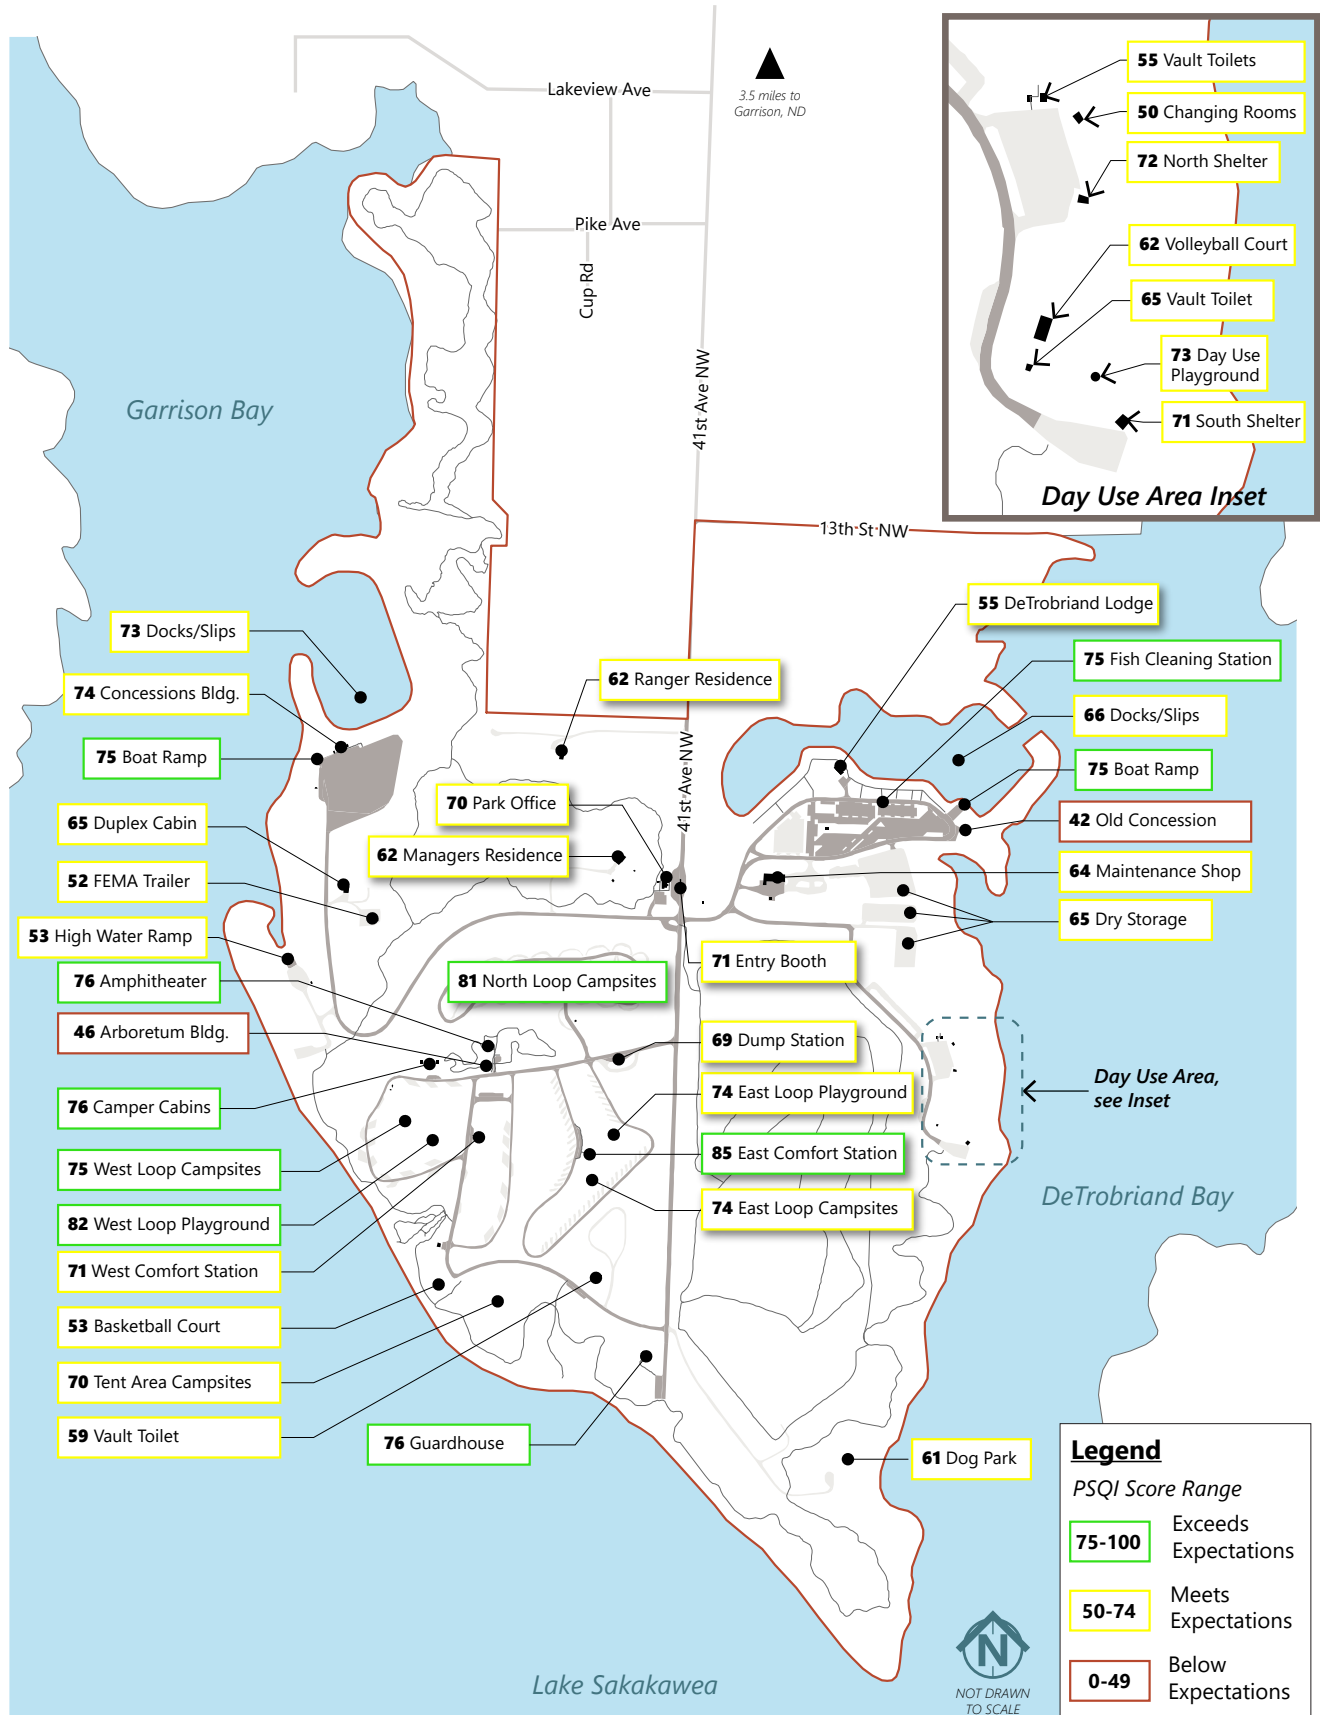 Lakeview Ave
3.5 miles to
Garrison, ND
Pike Ave
Cup Rd
41st Ave NW
Garrison Bay
13th St NW
55 Vault Toilets
50 Changing Rooms
72 North Shelter
62 Volleyball Court
65 Vault Toilet
73 Day Use
Playground
71 South Shelter
Day Use Area Inset
73 Docks/Slips
74 Concessions Bldg.
75 Boat Ramp
65 Duplex Cabin
52 FEMA Trailer
53 High Water Ramp
76 Amphitheater
46 Arboretum Bldg.
76 Camper Cabins
75 West Loop Campsites
82 West Loop Playground
71 West Comfort Station
53 Basketball Court
70 Tent Area Campsites
59 Vault Toilet
62 Ranger Residence
41st Ave NW
70 Park Office
62 Managers Residence
81 North Loop Campsites
76 Guardhouse
55 DeTrobriand Lodge
75 Fish Cleaning Station
66 Docks/Slips
75 Boat Ramp
42 Old Concession
64 Maintenance Shop
65 Dry Storage
71 Entry Booth
69 Dump Station
74 East Loop Playground
85 East Comfort Station
74 East Loop Campsites
Day Use Area,
see Inset
DeTrobriand Bay
61 Dog Park
Lake Sakakawea
N
NOT DRAWN
TO SCALE
Legend
PSQI Score Range
75-100
Exceeds
Expectations
50-74
Meets
Expectations
0-49
Below
Expectations